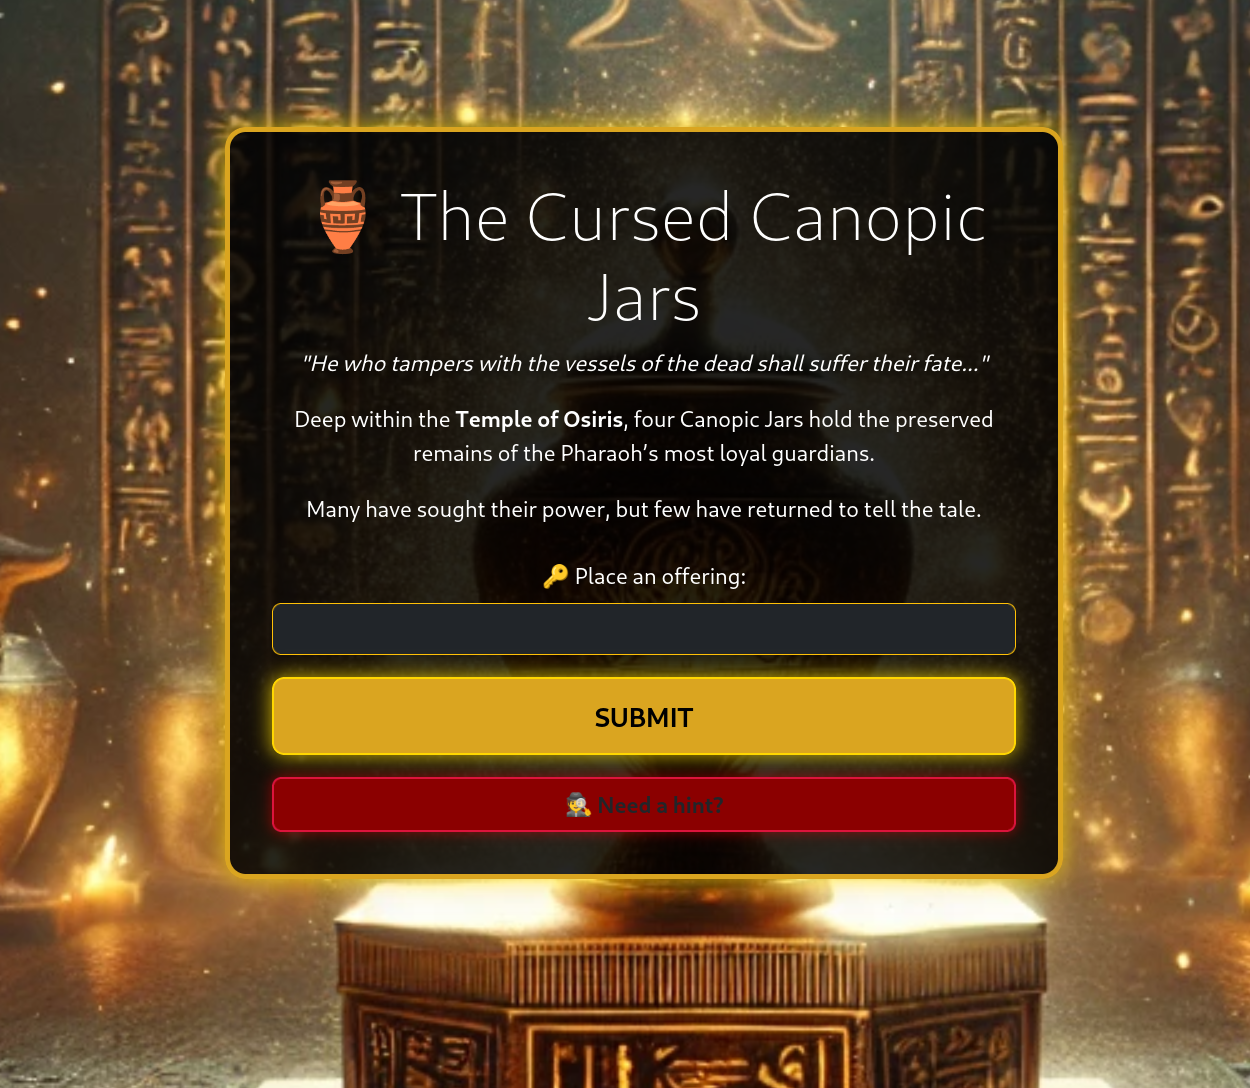 🏺 The Cursed Canopic
Jars
"He who tampers with the vessels of the dead shall suffer their fate..."
Deep within the Temple of Osiris, four Canopic Jars hold the preserved
remains of the Pharaoh’s most loyal guardians.
Many have sought their power, but few have returned to tell the tale.
🔑 Place an offering:
SUBMIT
🕵️ Need a hint?